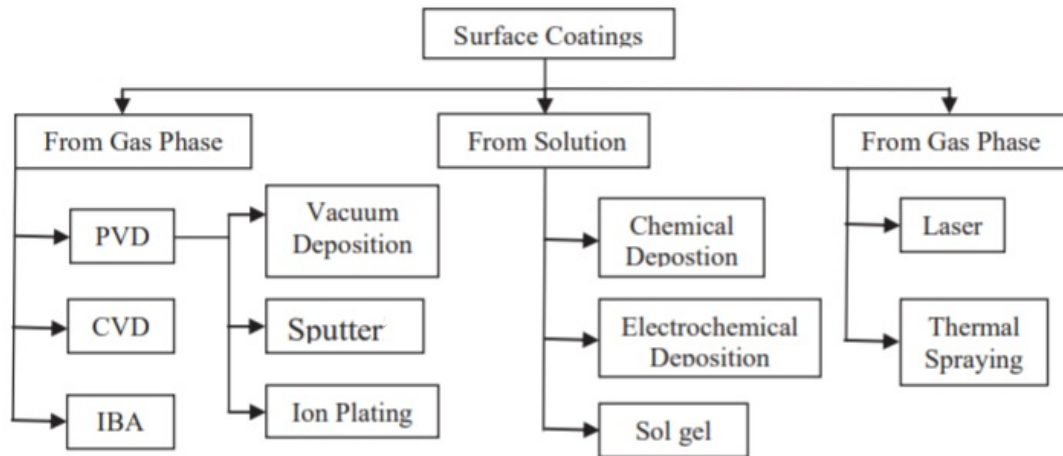 Surface Coatings
From Gas Phase
From Solution
From Gas Phase
PVD
Vacuum
Deposition
Chemical
Depostion
Laser
CVD
Sputter
Electrochemical
Deposition
Thermal
Spraying
IBA
Ion Plating
Sol gel